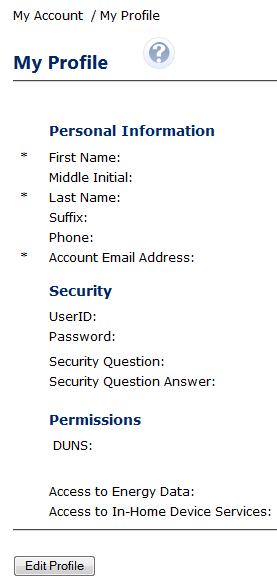 My Account / My Profile
My Profile ?
Personal Information
* First Name:
Middle Initial:
* Last Name:
Suffix:
Phone:
* Account Email Address:
Security
UserID:
Password:
Security Question:
Security Question Answer:
Permissions
DUNS:
Access to Energy Data:
Access to In-Home Device Services:
Edit Profile